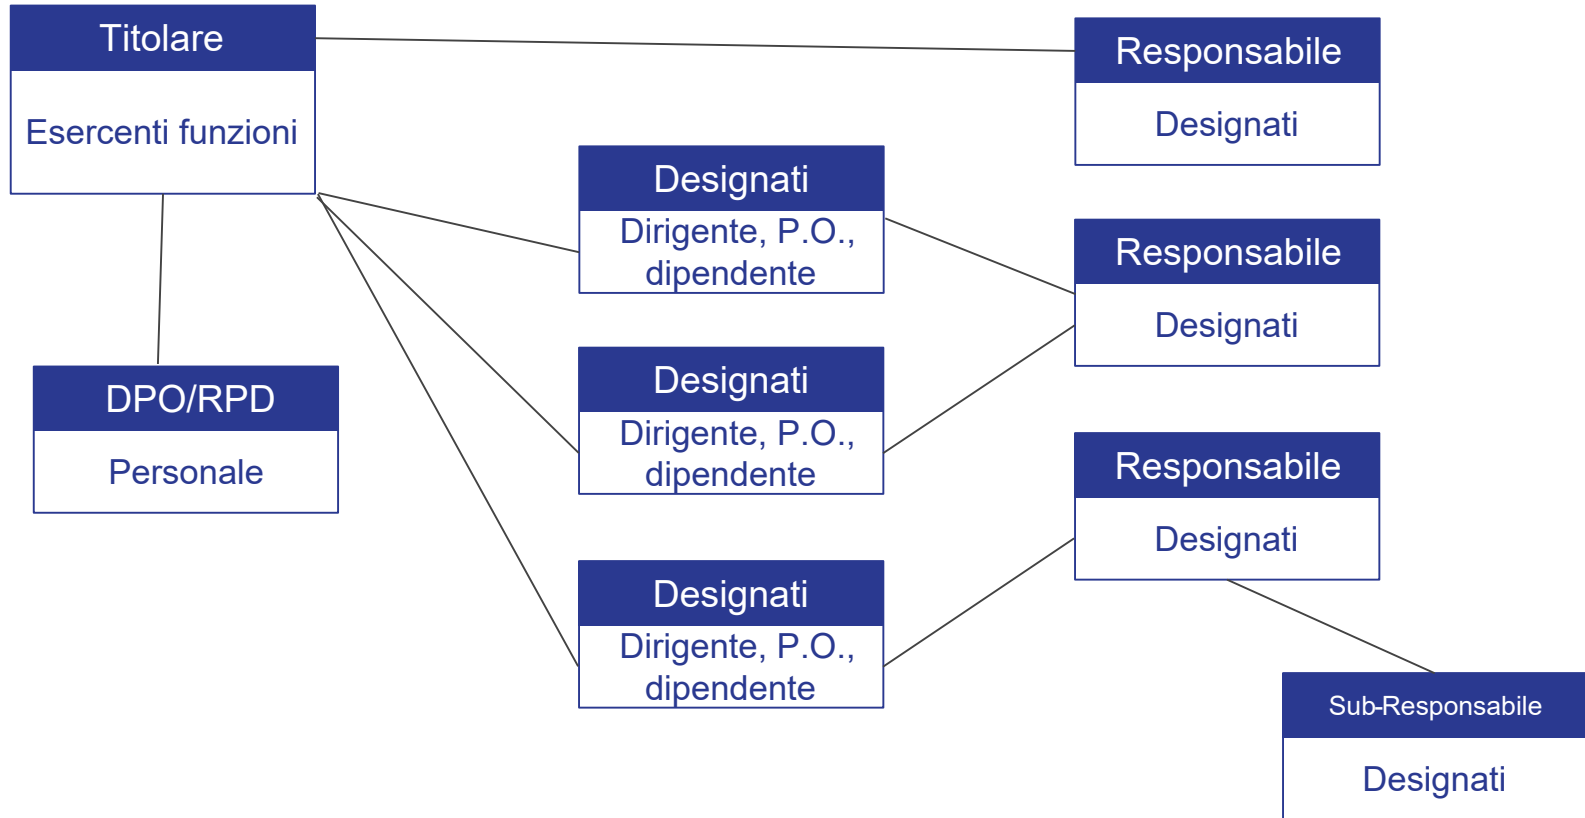 Titolare
Esercenti funzioni
Responsabile
Designati
Designati
Dirigente, P.O.,
dipendente
Responsabile
Designati
Designati
Dirigente, P.O.,
dipendente
DPO/RPD
Personale
Responsabile
Designati
Designati
Dirigente, P.O.,
dipendente
Sub-Responsabile
Designati